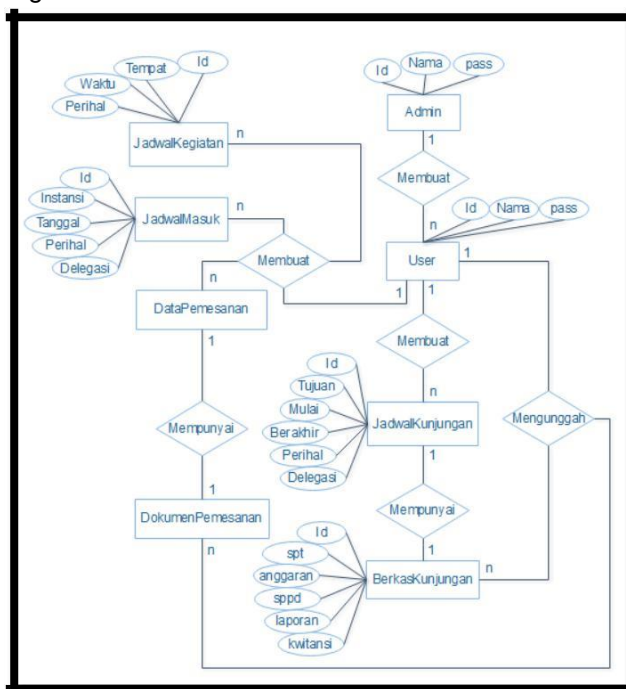 Id
Tempat
Waktu
Perihal
JadwalKegiatan
n
Id
Nama
pass
Admin
1
Membuat
n
Id
Instansi
Tanggal
Perihal
Delegasi
JadwalMasuk
n
Id
Nama
pass
User
1
1
1
Membuat
n
DataPemesanan
1
Membuat
n
Id
Tujuan
Mulai
Berakhir
Perihal
Delegasi
JadwalKunjungan
1
Mengunggah
Mempunyai
1
DokumenPemesanan
n
Mempunyai
1
Id
spt
anggaran
sppd
laporan
kwitansi
BerkasKunjungan
n